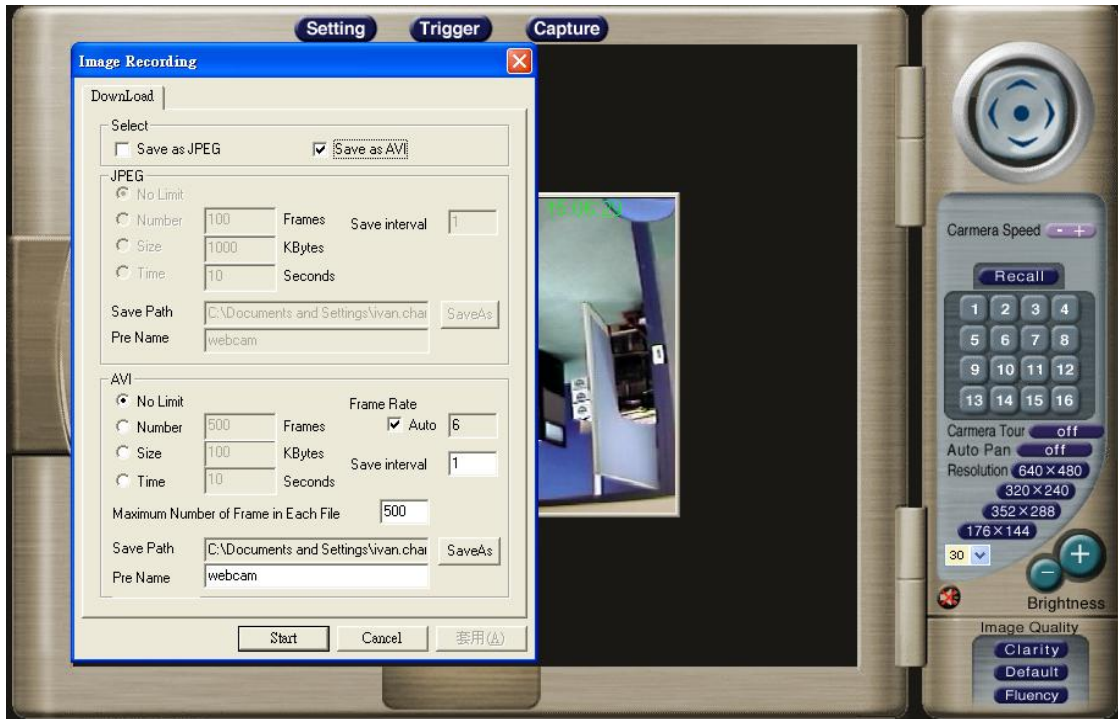 Setting Trigger Capture
Image Recording
DownLoad
Select
Save as JPEG Save as AVI
JPEG
No Limit
Number 100 Frames Save interval 1
Size 1000 KBytes
Time 10 Seconds
Save Path C:\Documents and Settings\ivan.char SaveAs
Pre Name webcam
AVI
No Limit Frame Rate
Number 500 Frames Auto 6
Size 100 KBytes Save interval 1
Time 10 Seconds
Maximum Number of Frame in Each File 500
Save Path C:\Documents and Settings\ivan.char SaveAs
Pre Name webcam
Start Cancel 套用(A)
Carmera Speed - +
Recall
1 2 3 4
5 6 7 8
9 10 11 12
13 14 15 16
Carmera Tour off
Auto Pan off
Resolution 640×480
320×240
352×288
176×144
30
Brightness
Image Quality
Clarity
Default
Fluency